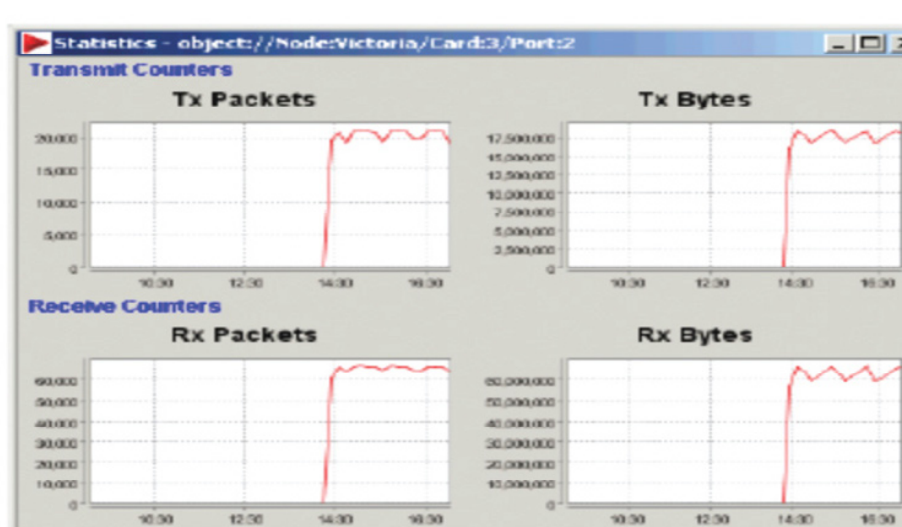 Statistics - object://Node:Victoria/Card:3/Port:2
Transmit Counters
Tx Packets
20,000
15,000
10,000
5,000
0
10:30 12:30 14:30 16:30
Tx Bytes
17,500,000
15,000,000
12,500,000
10,000,000
7,500,000
5,000,000
2,500,000
0
10:30 12:30 14:30 16:30
Receive Counters
Rx Packets
60,000
50,000
40,000
30,000
20,000
10,000
0
10:30 12:30 14:30 16:30
Rx Bytes
60,000,000
50,000,000
40,000,000
30,000,000
20,000,000
10,000,000
0
10:30 12:30 14:30 16:30